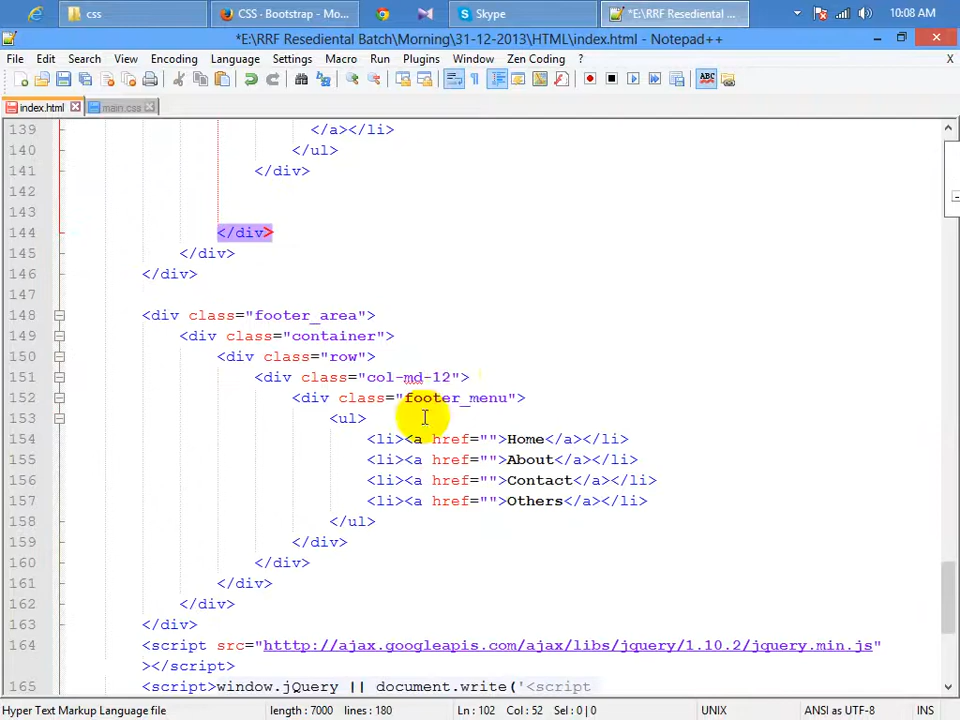 css
CSS · Bootstrap - Mo...
Skype
*E:\RRF Resedental ...
10:08 AM
*E:\RRF Resediental Batch\Morning\31-12-2013\HTML\index.html - Notepad++
File Edit Search View Encoding Language Settings Macro Run Plugins Window Zen Coding ? X
index.html main.css
139 </a></li>
140 </ul>
141 </div>
142
143
144 </div>
145 </div>
146 </div>
147
148 <div class="footer_area">
149 <div class="container">
150 <div class="row">
151 <div class="col-md-12">
152 <div class="footer_menu">
153 <ul>
154 <li><a href="">Home</a></li>
155 <li><a href="">About</a></li>
156 <li><a href="">Contact</a></li>
157 <li><a href="">Others</a></li>
158 </ul>
159 </div>
160 </div>
161 </div>
162 </div>
163 </div>
164 <script src="htttp://ajax.googleapis.com/ajax/libs/jquery/1.10.2/jquery.min.js"
></script>
165 <script>window.jQuery || document.write('<script
Hyper Text Markup Language file length : 7000 lines : 180 Ln : 102 Col : 52 Sel : 0 | 0 UNIX ANSI as UTF-8 INS